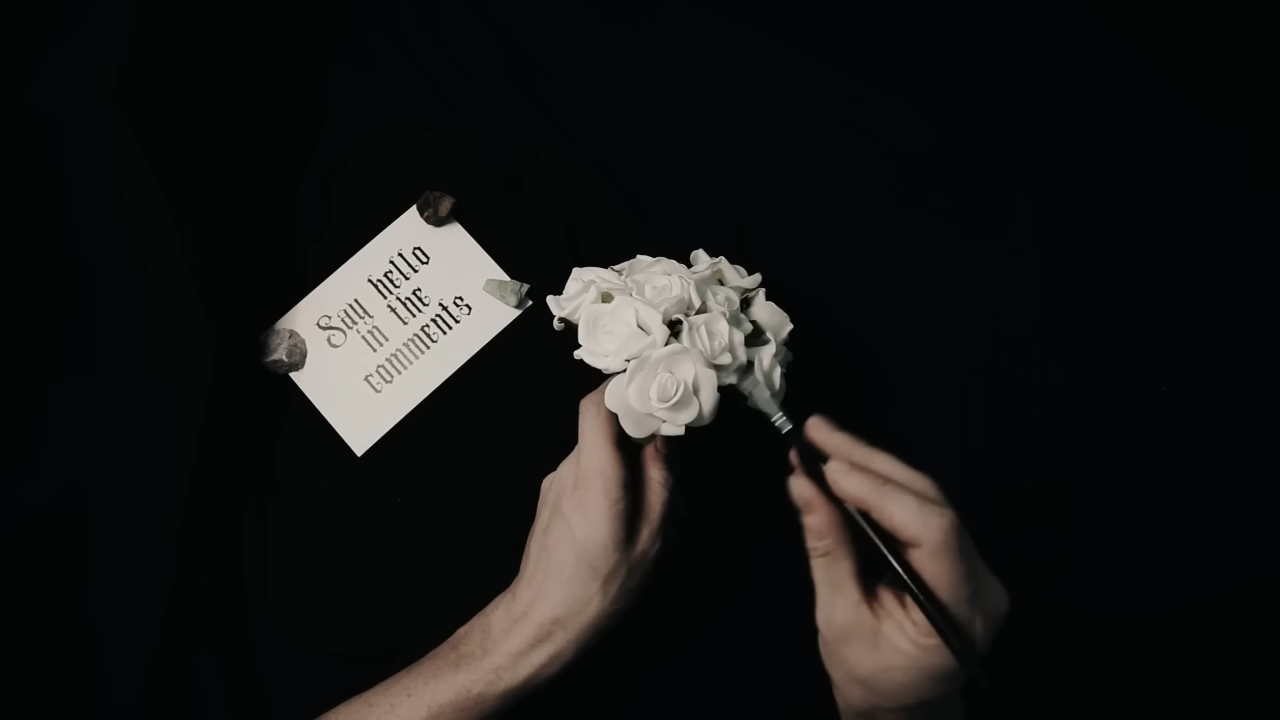 Say hello
in the
comments